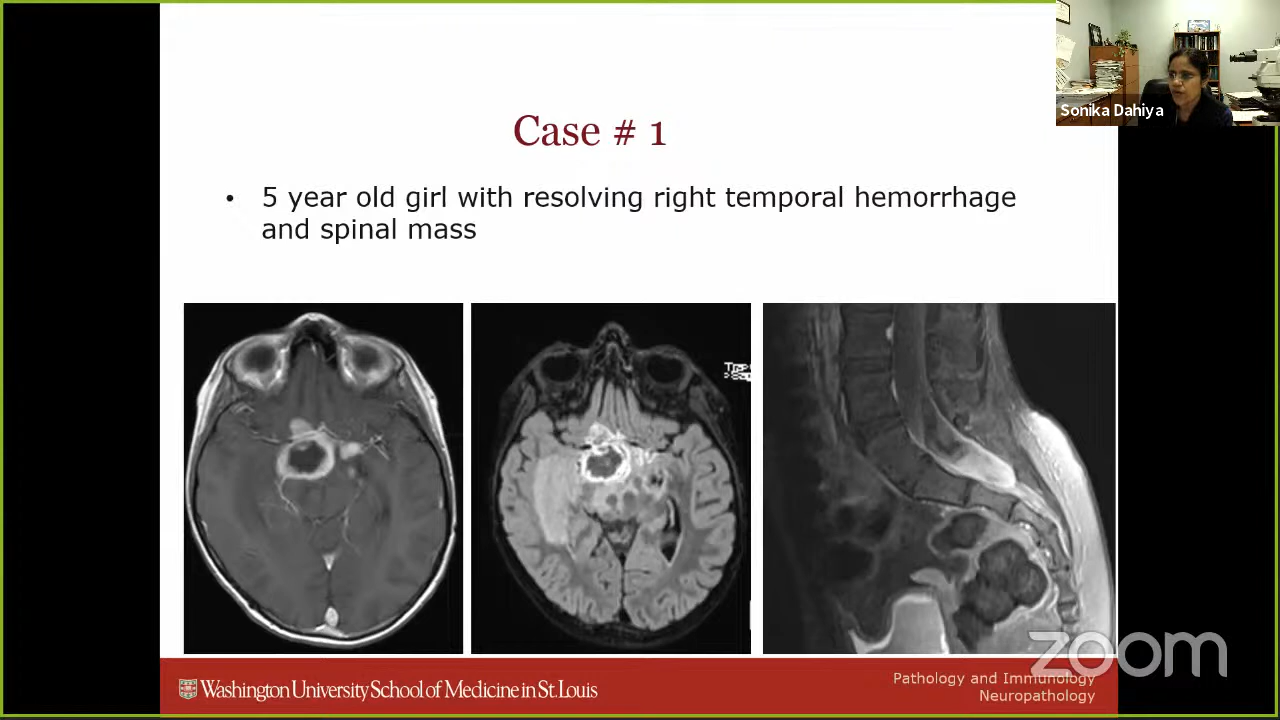 Sonika Dahiya
Case # 1
• 5 year old girl with resolving right temporal hemorrhage
and spinal mass
zoom
Washington University School of Medicine in St. Louis
Pathology and Immunology
Neuropathology